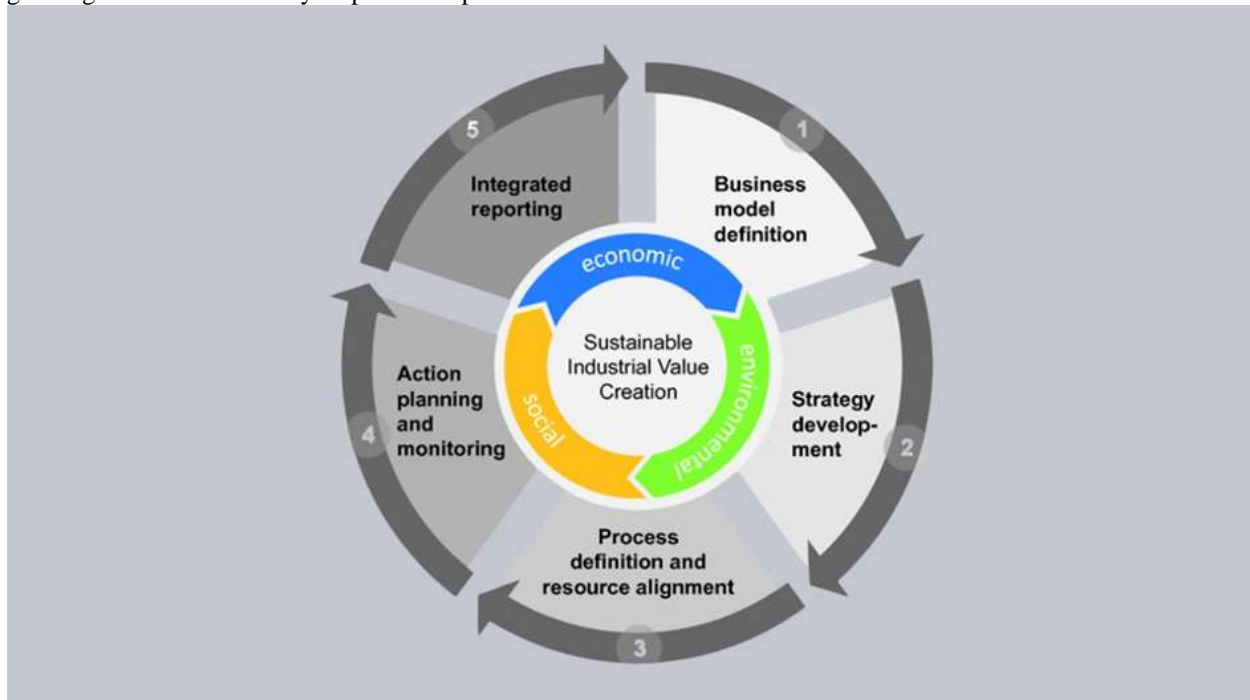 5
1
Integrated
reporting
Business
model
definition
economic
Sustainable
Industrial Value
Creation
environmental
social
Action
planning
and
monitoring
4
Strategy
develop-
ment
2
Process
definition and
resource alignment
3